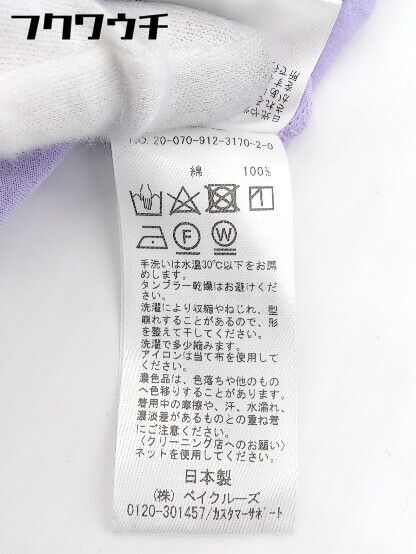 フクワウチ
NO. 20-070-912-3170-2-0
綿 100%
F
W
手洗いは水温30℃以下をお薦
めします。
タンブラー乾燥はお避けくださ
い。
洗濯により収縮やねじれ、型
崩れすることがあるので、形
を整えて干してください。
洗濯で多少縮みます。
アイロンは当て布を使用して
ください。
濃色品は、色落ちや他のもの
へ色移りすることがあります。
着用中の摩擦や、汗、水濡れ、
濃淡差があるものとの重ね着
にご注意ください。
〈クリーニング店へのお願い〉
ネットを使用してください。
日本製
(株) ベイクルーズ
0120-301457/カスタマーサポート